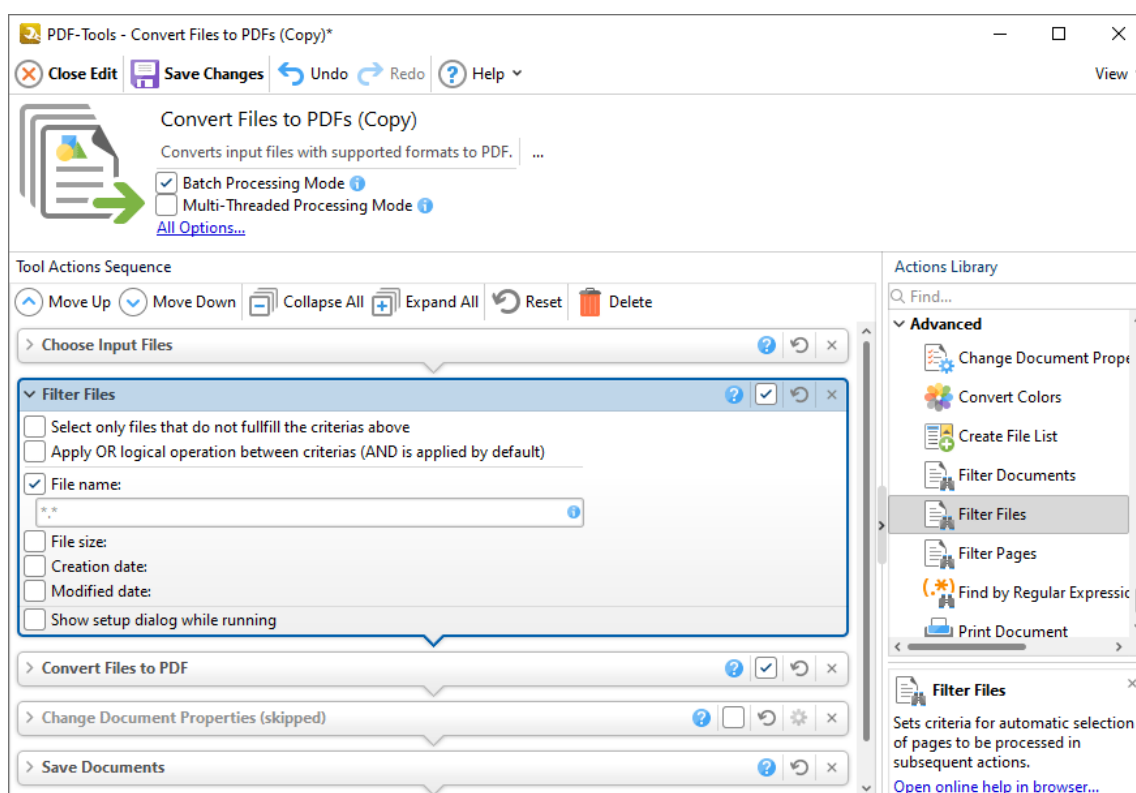 PDF-Tools - Convert Files to PDFs (Copy)*
Close Edit Save Changes Undo Redo ? Help View
Convert Files to PDFs (Copy)
Converts input files with supported formats to PDF. ...
Batch Processing Mode
Multi-Threaded Processing Mode
All Options...
Tool Actions Sequence
Move Up Move Down Collapse All Expand All Reset Delete
Choose Input Files
Filter Files
Select only files that do not fullfill the criterias above
Apply OR logical operation between criterias (AND is applied by default)
File name:
*.*
File size:
Creation date:
Modified date:
Show setup dialog while running
Convert Files to PDF
Change Document Properties (skipped)
Save Documents
Actions Library
Find...
Advanced
Change Document Prope
Convert Colors
Create File List
Filter Documents
Filter Files
Filter Pages
(.*) Find by Regular Expressic
Print Document
Filter Files
Sets criteria for automatic selection
of pages to be processed in
subsequent actions.
Open online help in browser...